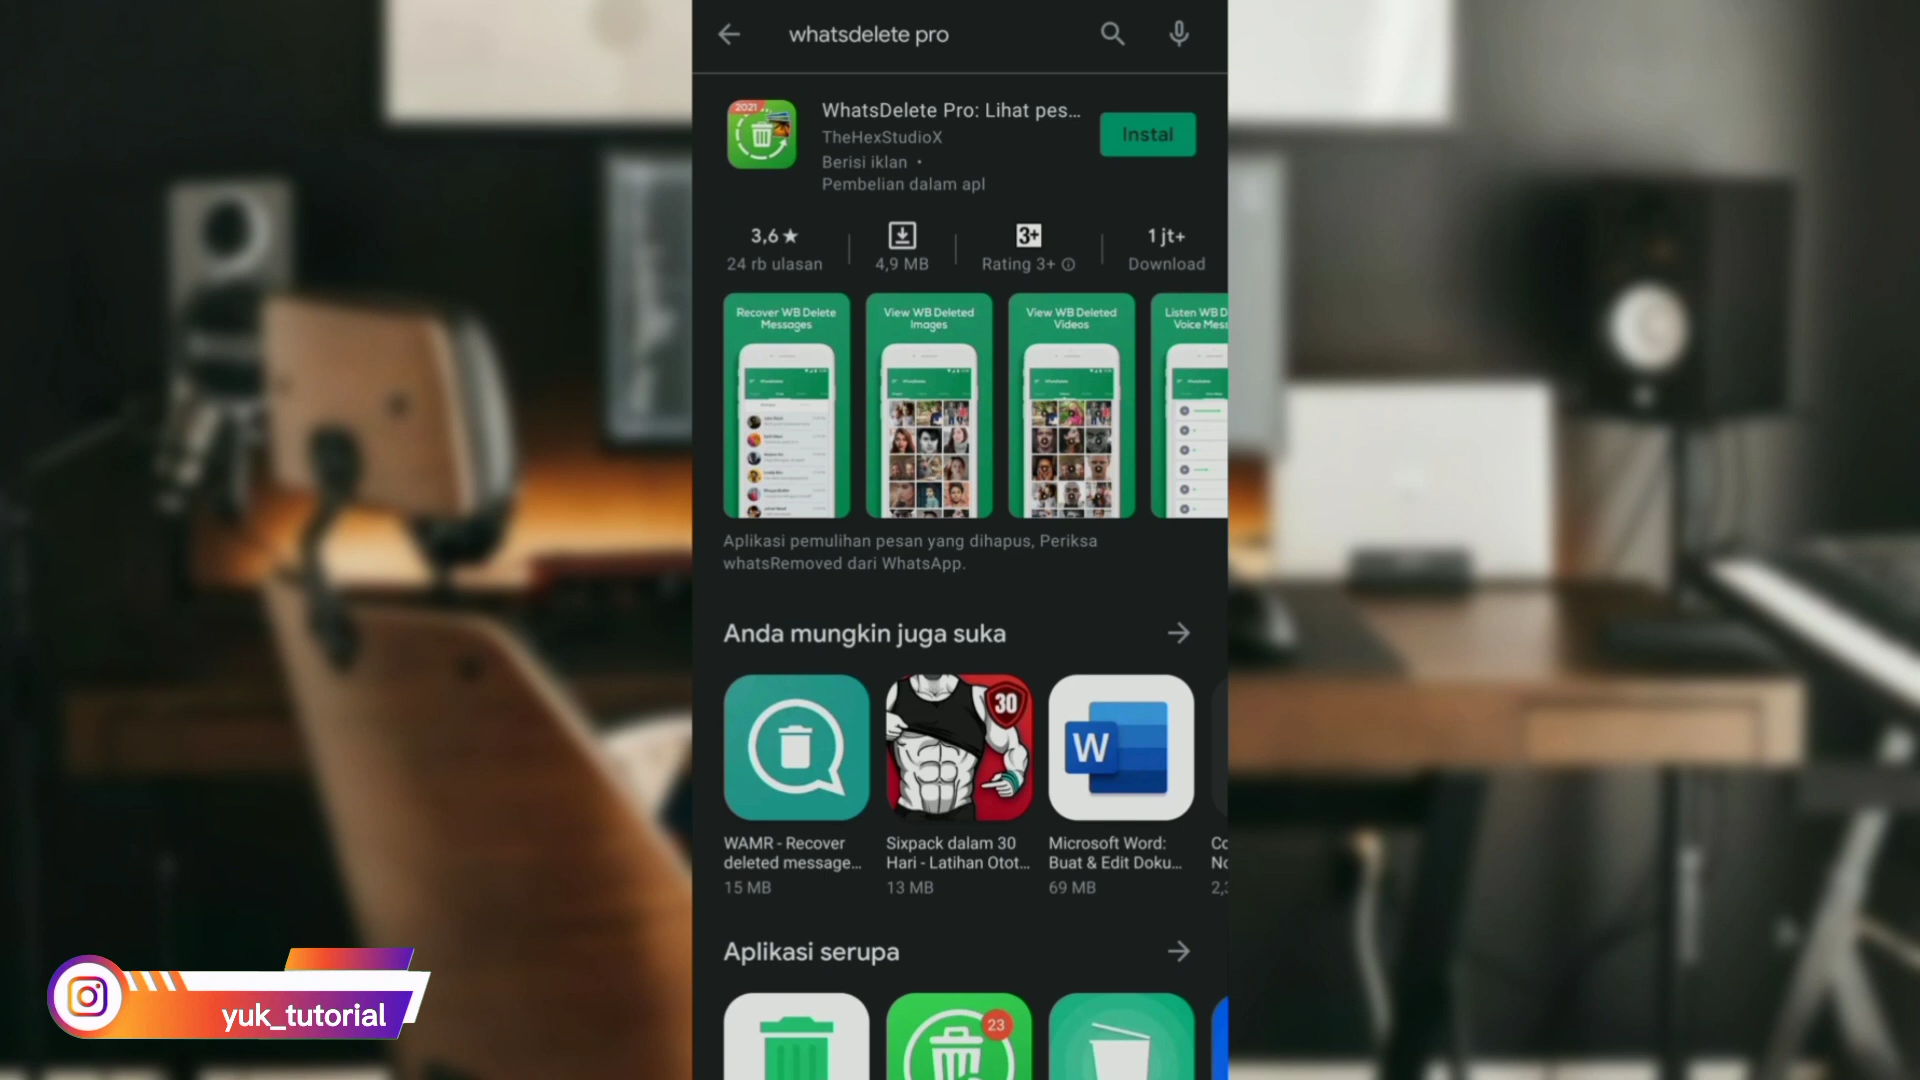 whatsdelete pro
2021
WhatsDelete Pro: Lihat pes...
TheHexStudioX
Berisi iklan •
Pembelian dalam apl
Instal
3,6★
24 rb ulasan
4,9 MB
3+
Rating 3+
1 jt+
Download
Recover WB Delete
Messages
View WB Deleted
Images
View WB Deleted
Videos
Listen WB D
Voice Mess
Aplikasi pemulihan pesan yang dihapus, Periksa
whatsRemoved dari WhatsApp.
Anda mungkin juga suka
30
W
WAMR - Recover
deleted message...
15 MB
Sixpack dalam 30
Hari - Latihan Otot...
13 MB
Microsoft Word:
Buat & Edit Doku...
69 MB
Aplikasi serupa
23
yuk_tutorial